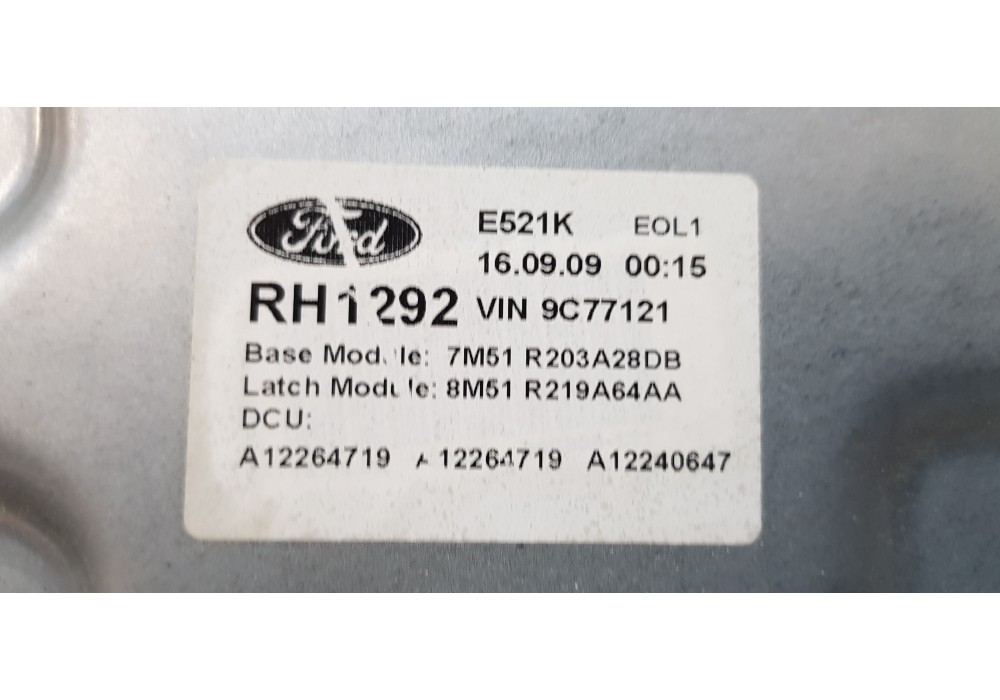 Ford E521K EOL1
16.09.09 00:15
RH1292 VIN 9C77121
Base Module: 7M51 R203A28DB
Latch Module: 8M51 R219A64AA
DCU:
A12264719 A12264719 A12240647